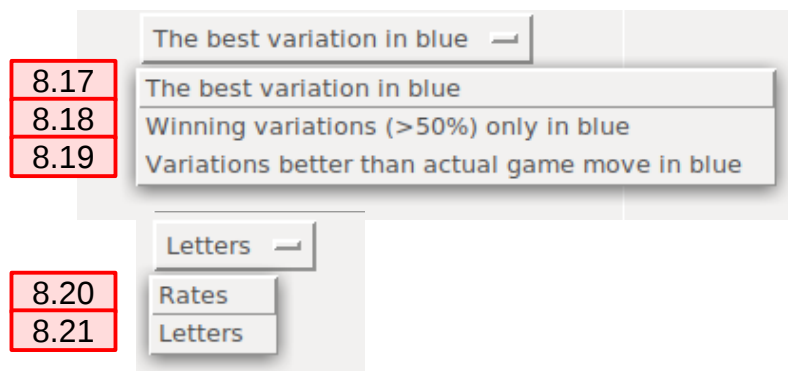 The best variation in blue
8.17 The best variation in blue
8.18 Winning variations (>50%) only in blue
8.19 Variations better than actual game move in blue
Letters
8.20 Rates
8.21 Letters